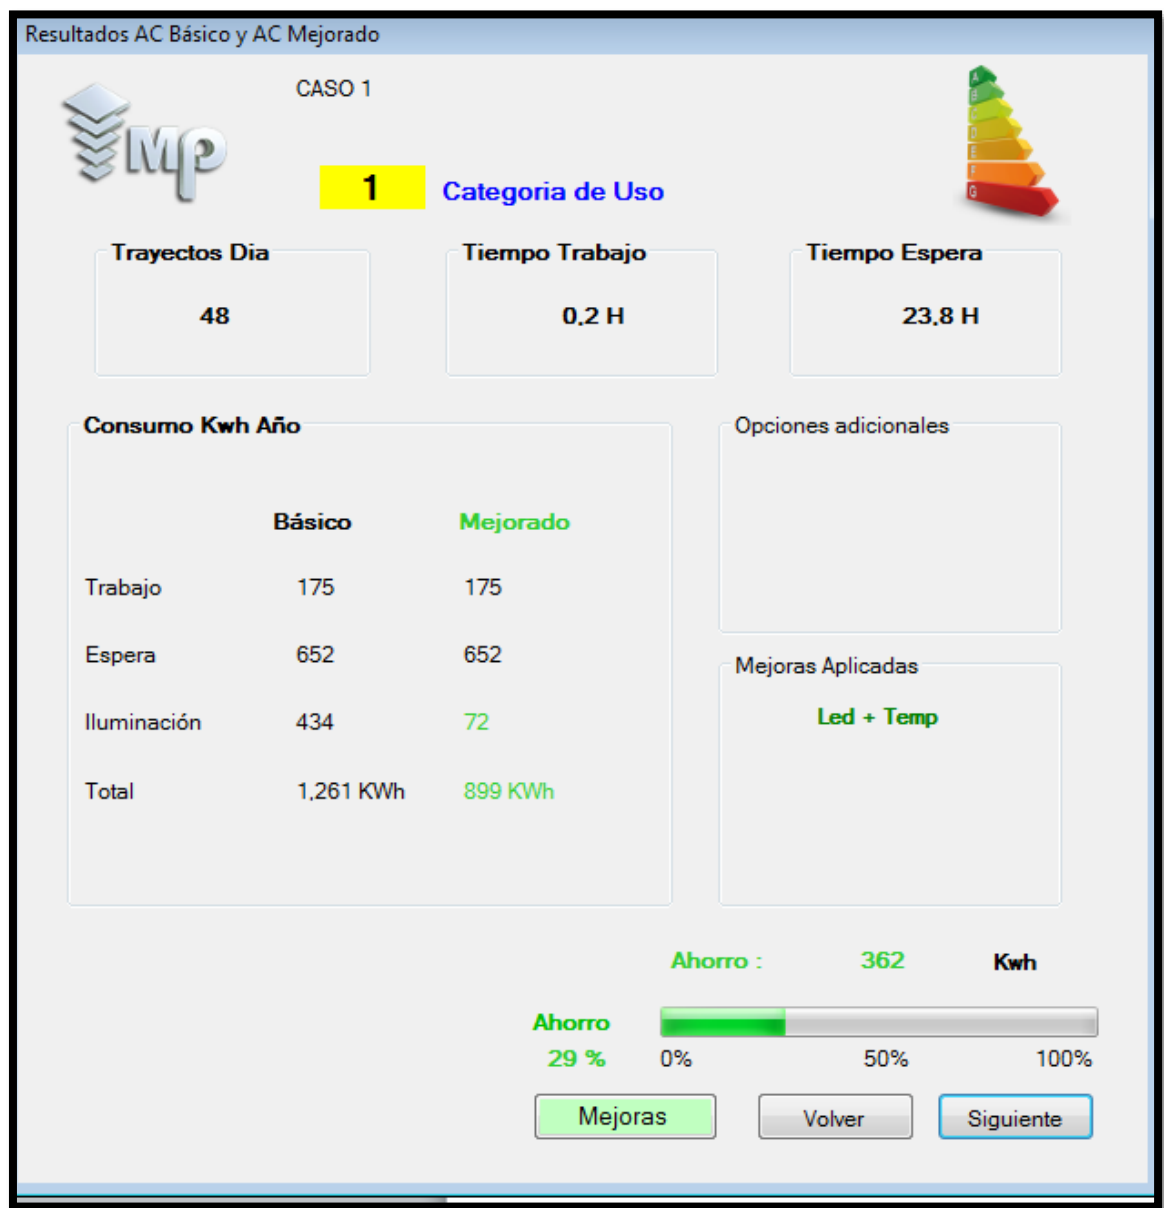 Resultados AC Básico y AC Mejorado
CASO 1
Mp
1 Categoria de Uso
A
B
C
D
E
F
G
Trayectos Dia Tiempo Trabajo Tiempo Espera
48 0,2 H 23,8 H
Consumo Kwh Año Opciones adicionales
Básico Mejorado
Trabajo 175 175
Espera 652 652
Mejoras Aplicadas
Iluminación 434 72 Led + Temp
Total 1,261 KWh 899 KWh
Ahorro : 362 Kwh
Ahorro
29 % 0% 50% 100%
Mejoras Volver Siguiente